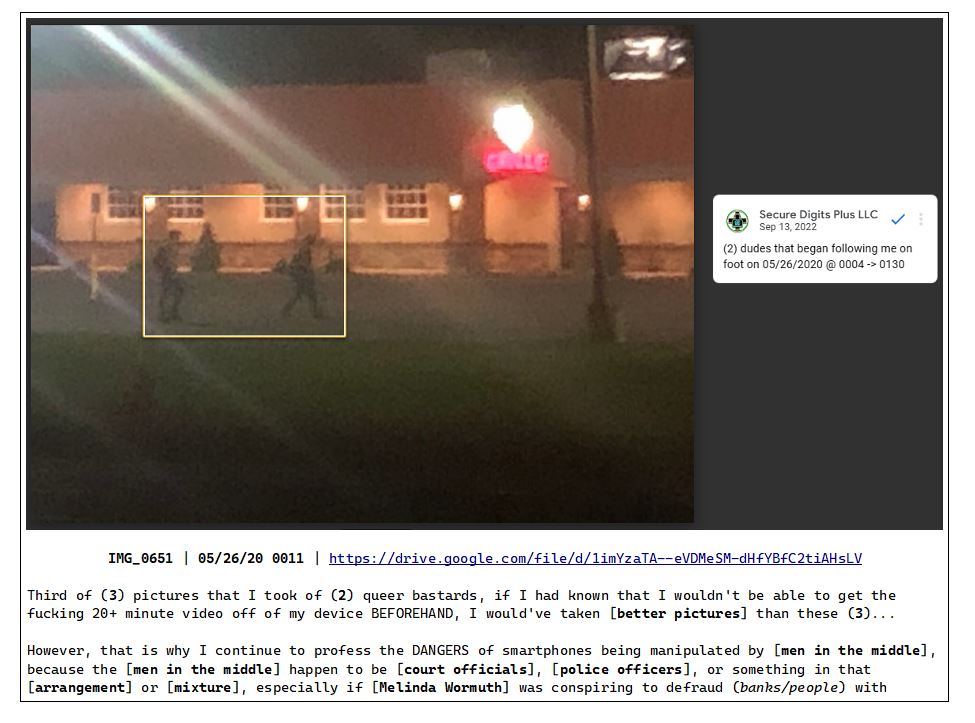 GRILLE
Secure Digits Plus LLC
Sep 13, 2022
(2) dudes that began following me on
foot on 05/26/2020 @ 0004 -> 0130
IMG_0651 | 05/26/20 0011 | https://drive.google.com/file/d/1imYzaTA--eVDMeSM-dHfYBfC2tiAHsLV
Third of (3) pictures that I took of (2) queer bastards, if I had known that I wouldn't be able to get the
fucking 20+ minute video off of my device BEFOREHAND, I would've taken [better pictures] than these (3)...
However, that is why I continue to profess the DANGERS of smartphones being manipulated by [men in the middle],
because the [men in the middle] happen to be [court officials], [police officers], or something in that
[arrangement] or [mixture], especially if [Melinda Wormuth] was conspiring to defraud (banks/people) with